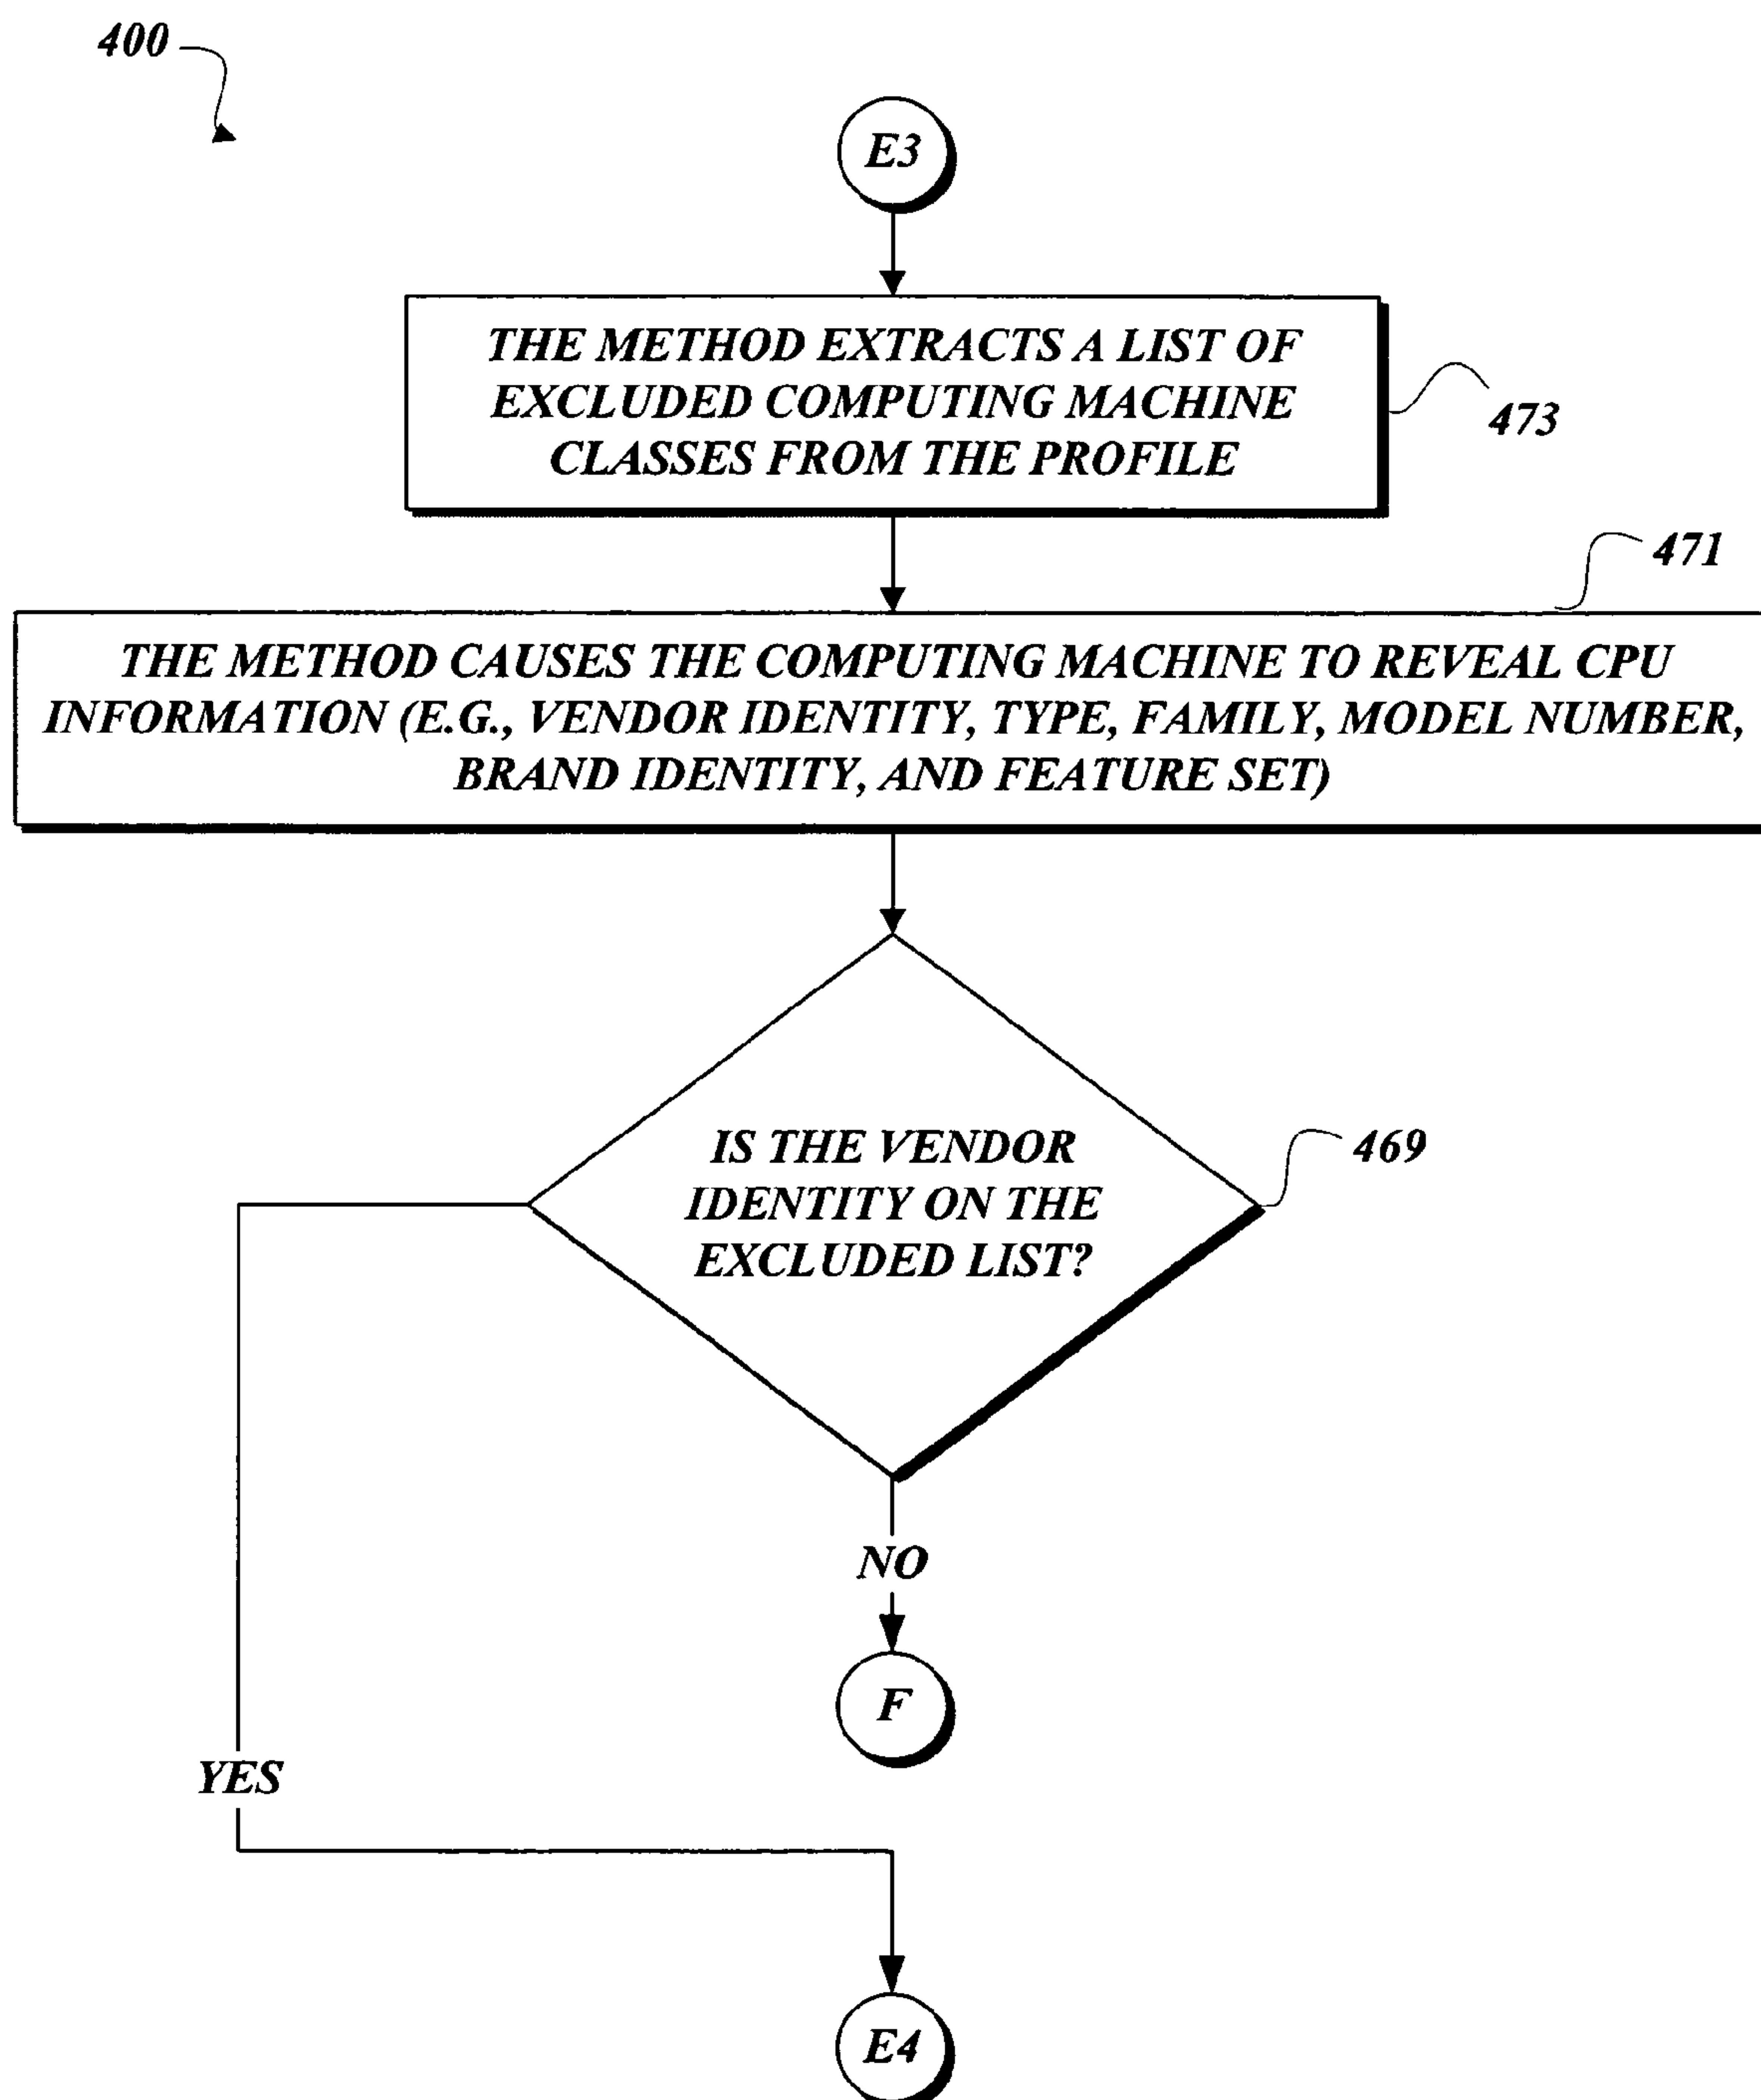 400
E3
THE METHOD EXTRACTS A LIST OF
EXCLUDED COMPUTING MACHINE
CLASSES FROM THE PROFILE
473
471
THE METHOD CAUSES THE COMPUTING MACHINE TO REVEAL CPU
INFORMATION (E.G., VENDOR IDENTITY, TYPE, FAMILY, MODEL NUMBER,
BRAND IDENTITY, AND FEATURE SET)
IS THE VENDOR
IDENTITY ON THE
EXCLUDED LIST?
469
NO
F
YES
E4